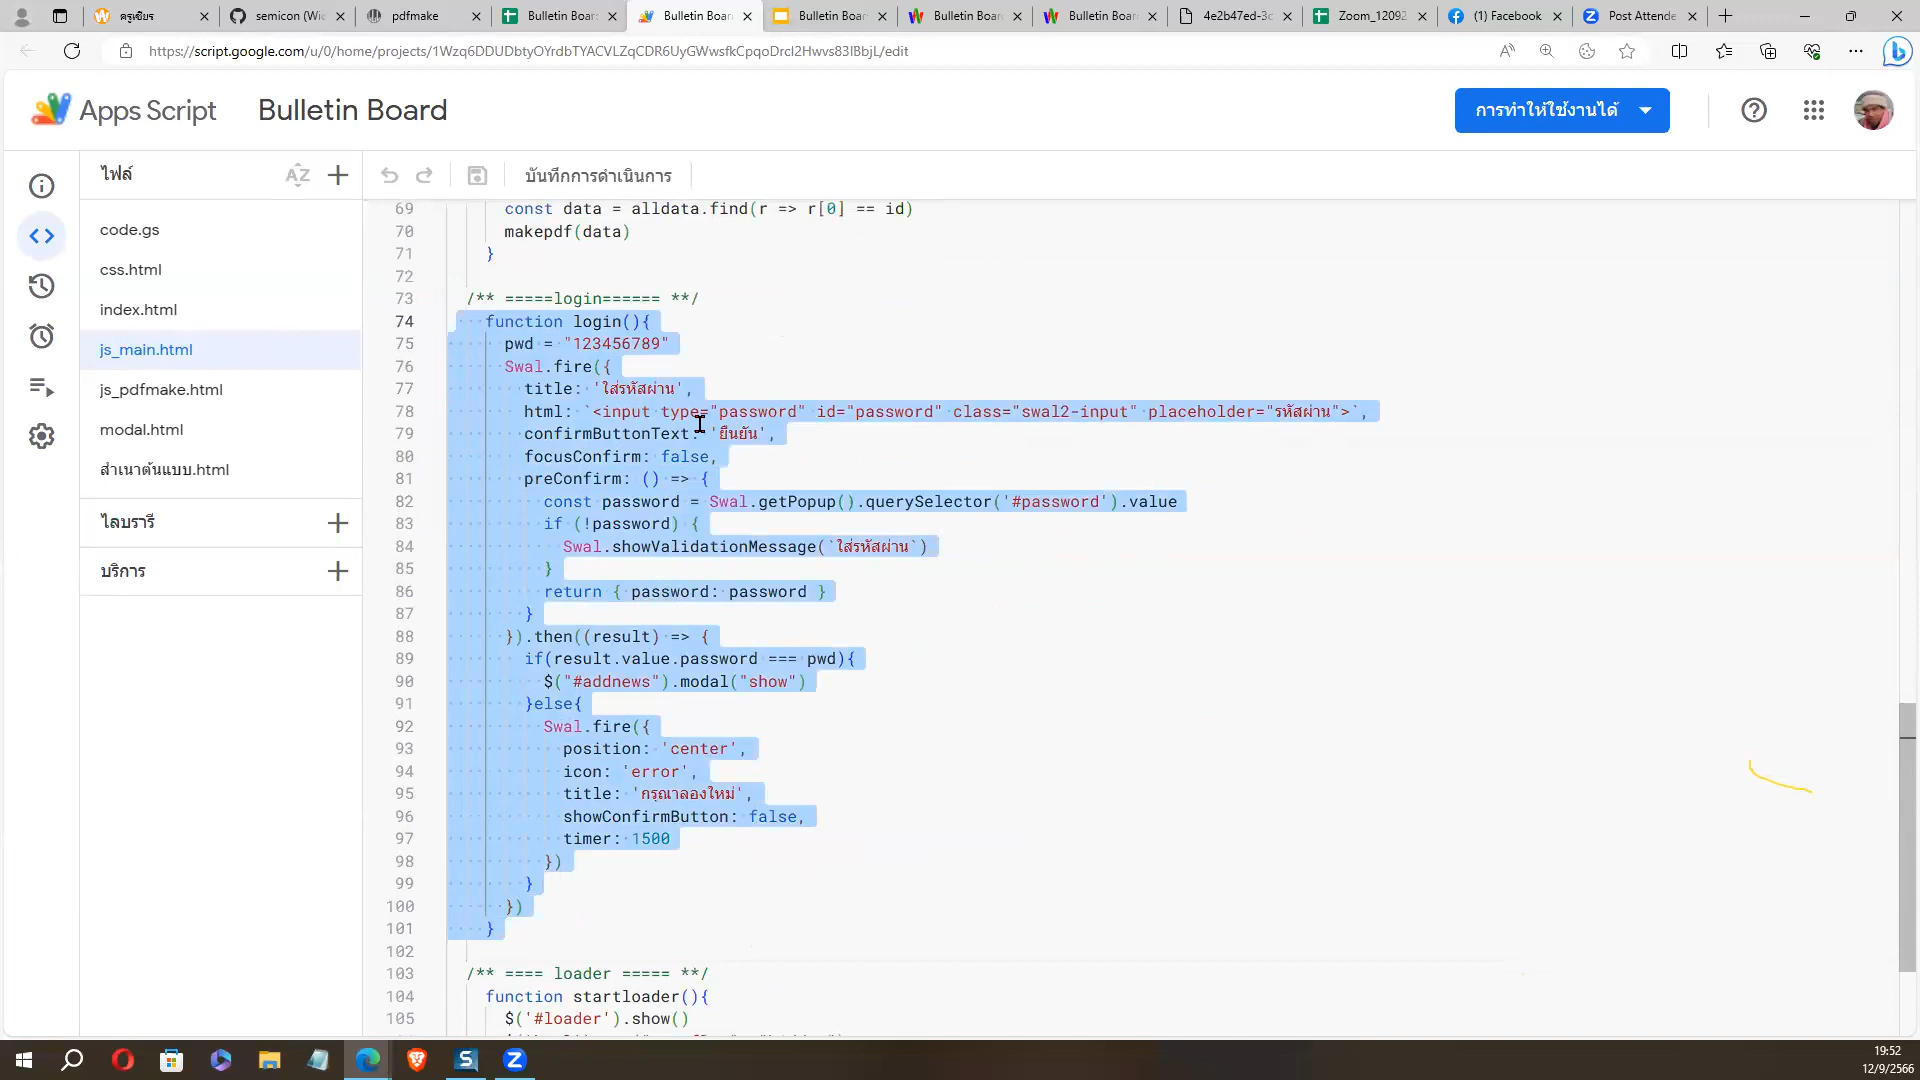 ครูเชียร
semicon (Wic
pdfmake
Bulletin Boar
Bulletin Boar
Bulletin Boar
Bulletin Boar
Bulletin Boar
4e2b47ed-3c
Zoom_12092
(1) Facebook
Post Attende
https://script.google.com/u/0/home/projects/1Wzq6DDUDbtyOYrdbTYACVLZqCDR6UyGWwsfkCpqoDrcl2Hwvs83lBbjL/edit
Apps Script
Bulletin Board
การทำให้ใช้งานได้
ไฟล์
AZ
บันทึกการดำเนินการ
code.gs
css.html
index.html
js_main.html
js_pdfmake.html
modal.html
สำเนาต้นแบบ.html
ไลบรารี
บริการ
69 const data = alldata.find(r => r[0] == id)
70 makepdf(data)
71 }
72
73 /** =====login====== **/
74 function login(){
75 pwd = "123456789"
76 Swal.fire({
77 title: 'ใส่รหัสผ่าน',
78 html: `<input type="password" id="password" class="swal2-input" placeholder="รหัสผ่าน">`,
79 confirmButtonText: 'ยืนยัน',
80 focusConfirm: false,
81 preConfirm: () => {
82 const password = Swal.getPopup().querySelector('#password').value
83 if (!password) {
84 Swal.showValidationMessage(`ใส่รหัสผ่าน`)
85 }
86 return { password: password }
87 }
88 }).then((result) => {
89 if(result.value.password === pwd){
90 $("#addnews").modal("show")
91 }else{
92 Swal.fire({
93 position: 'center',
94 icon: 'error',
95 title: 'กรุณาลองใหม่',
96 showConfirmButton: false,
97 timer: 1500
98 })
99 }
100 })
101 }
102
103 /** ==== loader ===== **/
104 function startloader(){
105 $('#loader').show()
19:52
12/9/2566